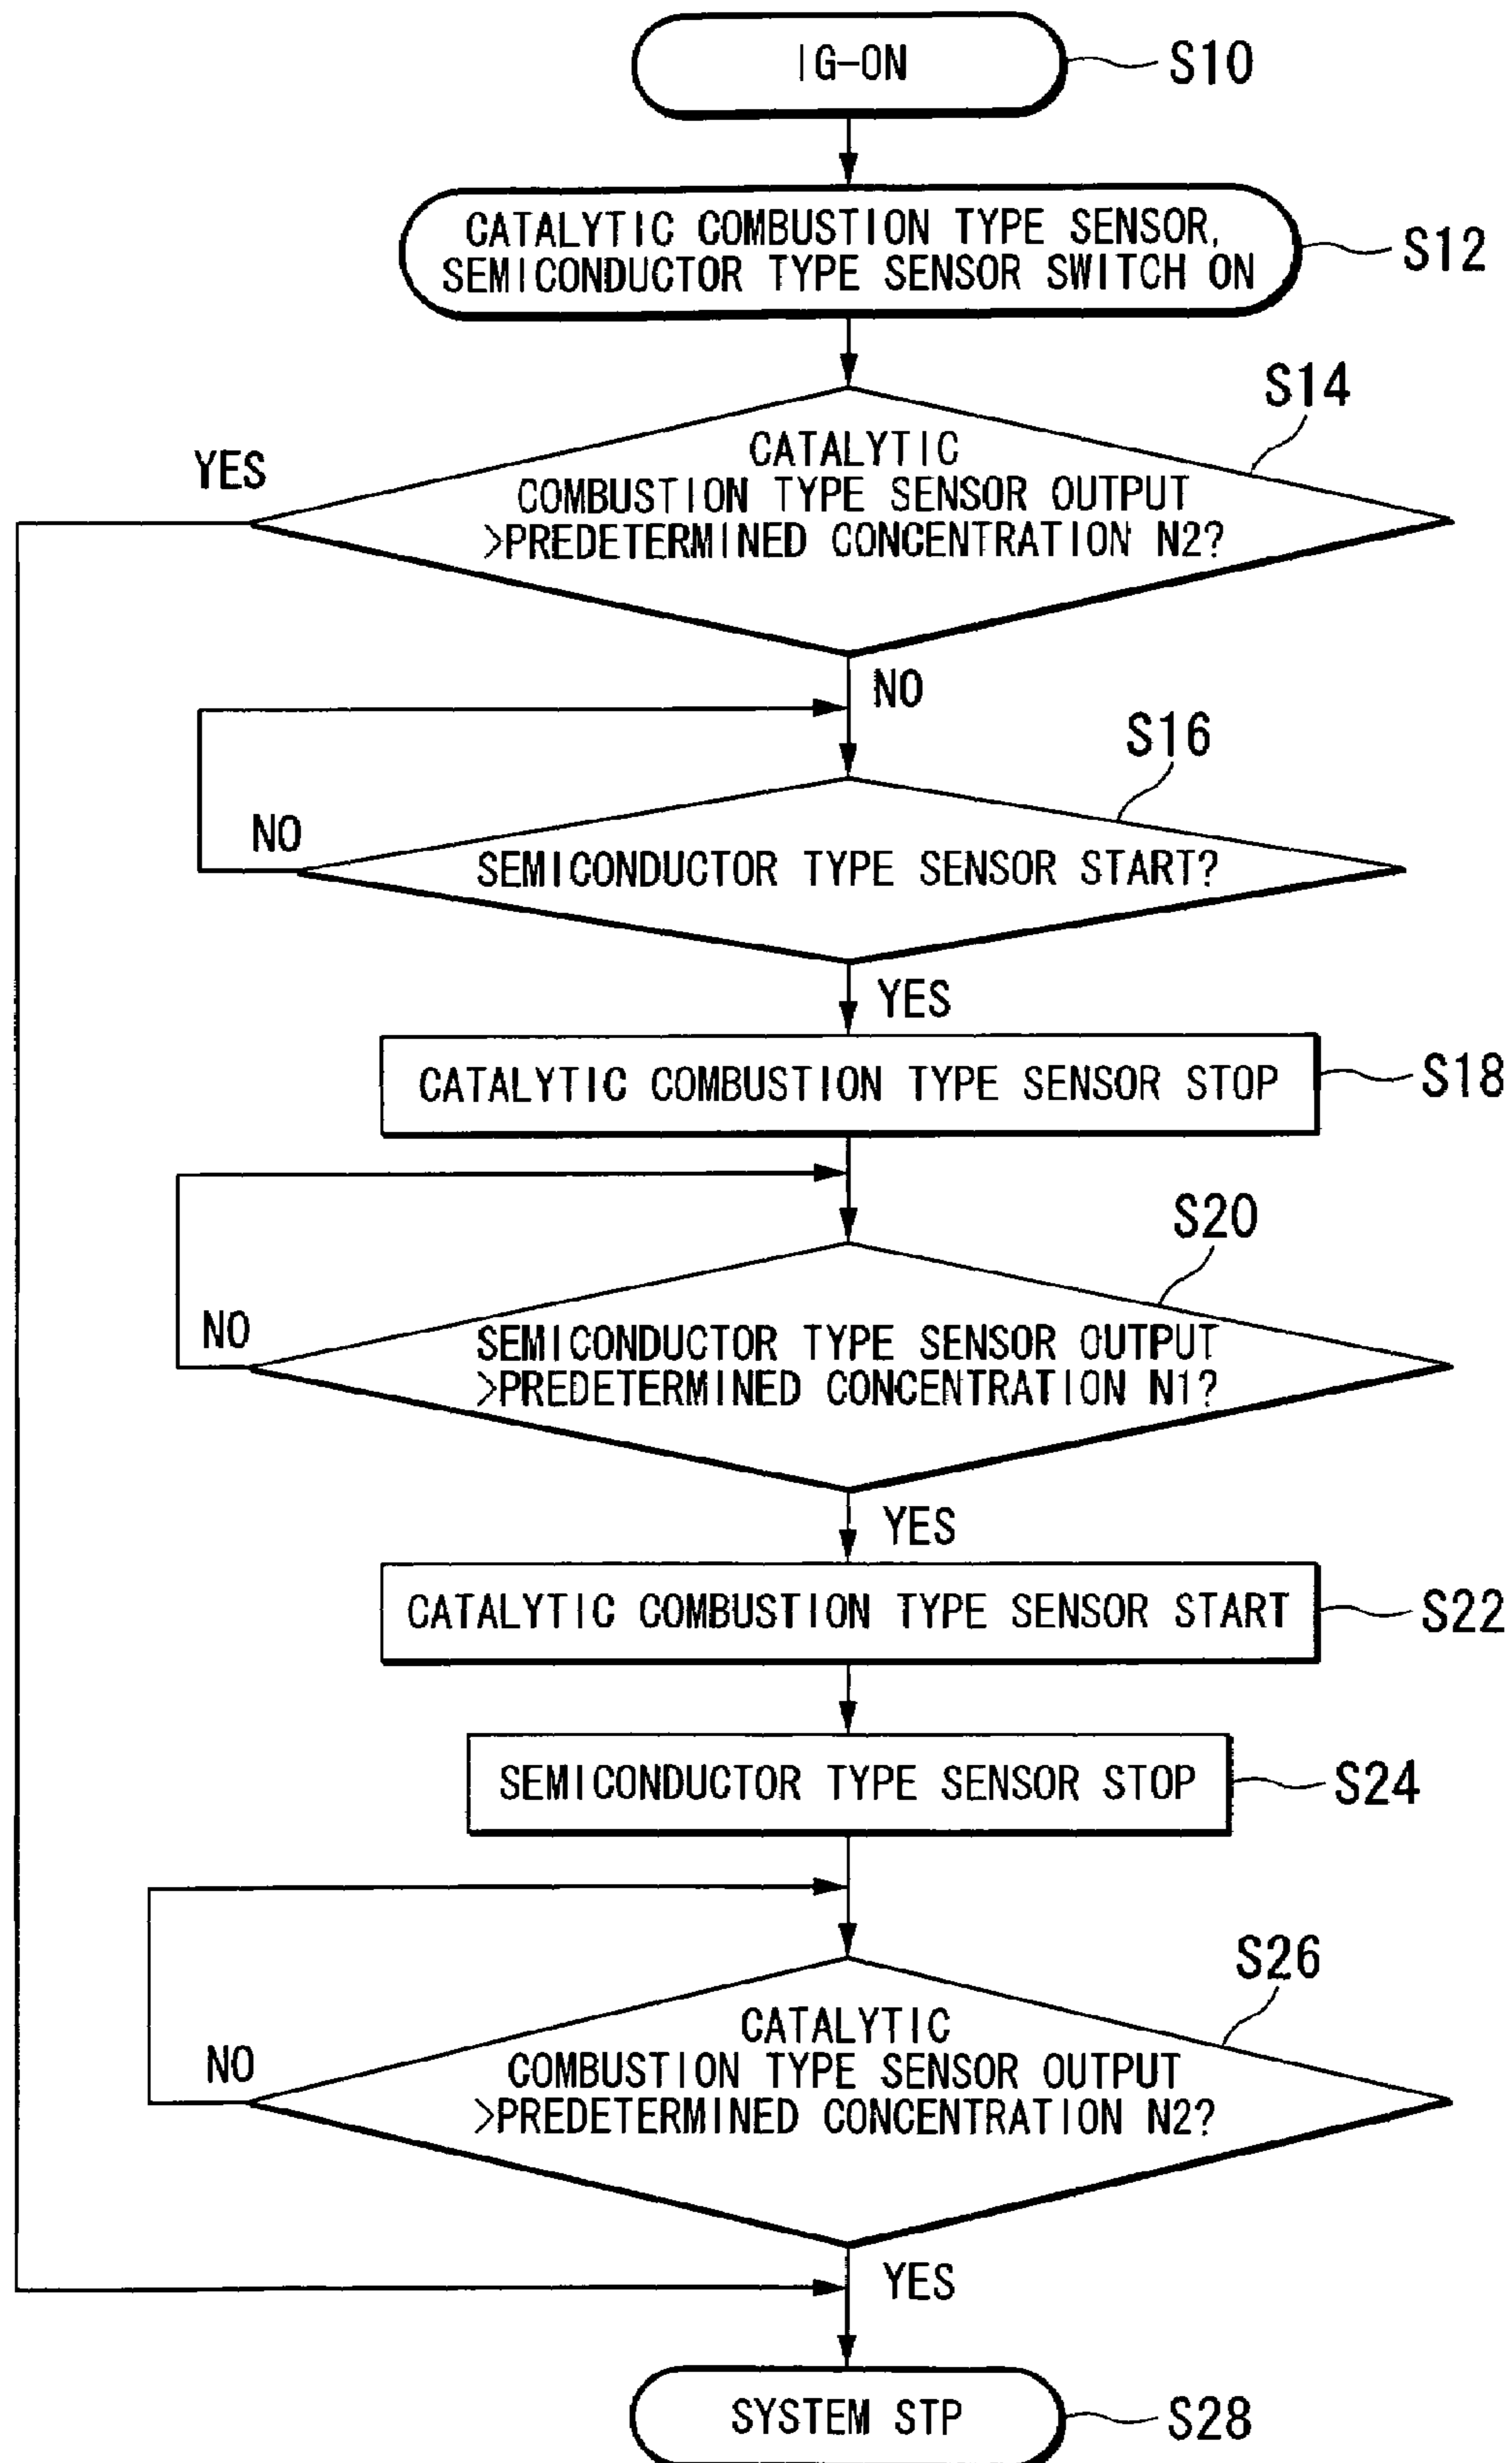 IG-ON
S10
CATALYTIC COMBUSTION TYPE SENSOR,
SEMICONDUCTOR TYPE SENSOR SWITCH ON
S12
S14
YES
CATALYTIC
COMBUSTION TYPE SENSOR OUTPUT
>PREDETERMINED CONCENTRATION N2?
NO
S16
NO
SEMICONDUCTOR TYPE SENSOR START?
YES
CATALYTIC COMBUSTION TYPE SENSOR STOP
S18
S20
NO
SEMICONDUCTOR TYPE SENSOR OUTPUT
>PREDETERMINED CONCENTRATION N1?
YES
CATALYTIC COMBUSTION TYPE SENSOR START
S22
SEMICONDUCTOR TYPE SENSOR STOP
S24
S26
NO
CATALYTIC
COMBUSTION TYPE SENSOR OUTPUT
>PREDETERMINED CONCENTRATION N2?
YES
SYSTEM STP
S28